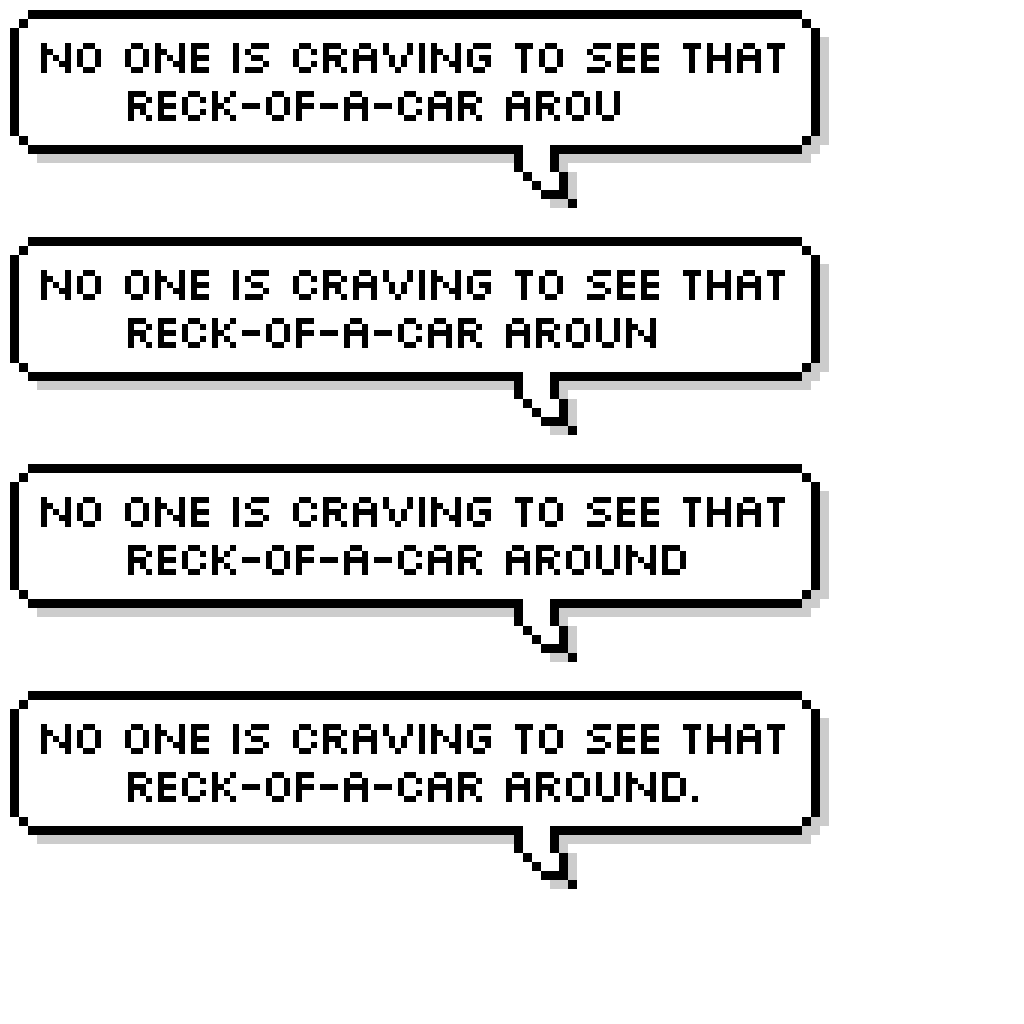 NO ONE IS CRAVING TO SEE THAT
RECK-OF-A-CAR AROU
NO ONE IS CRAVING TO SEE THAT
RECK-OF-A-CAR AROUN
NO ONE IS CRAVING TO SEE THAT
RECK-OF-A-CAR AROUND
NO ONE IS CRAVING TO SEE THAT
RECK-OF-A-CAR AROUND.